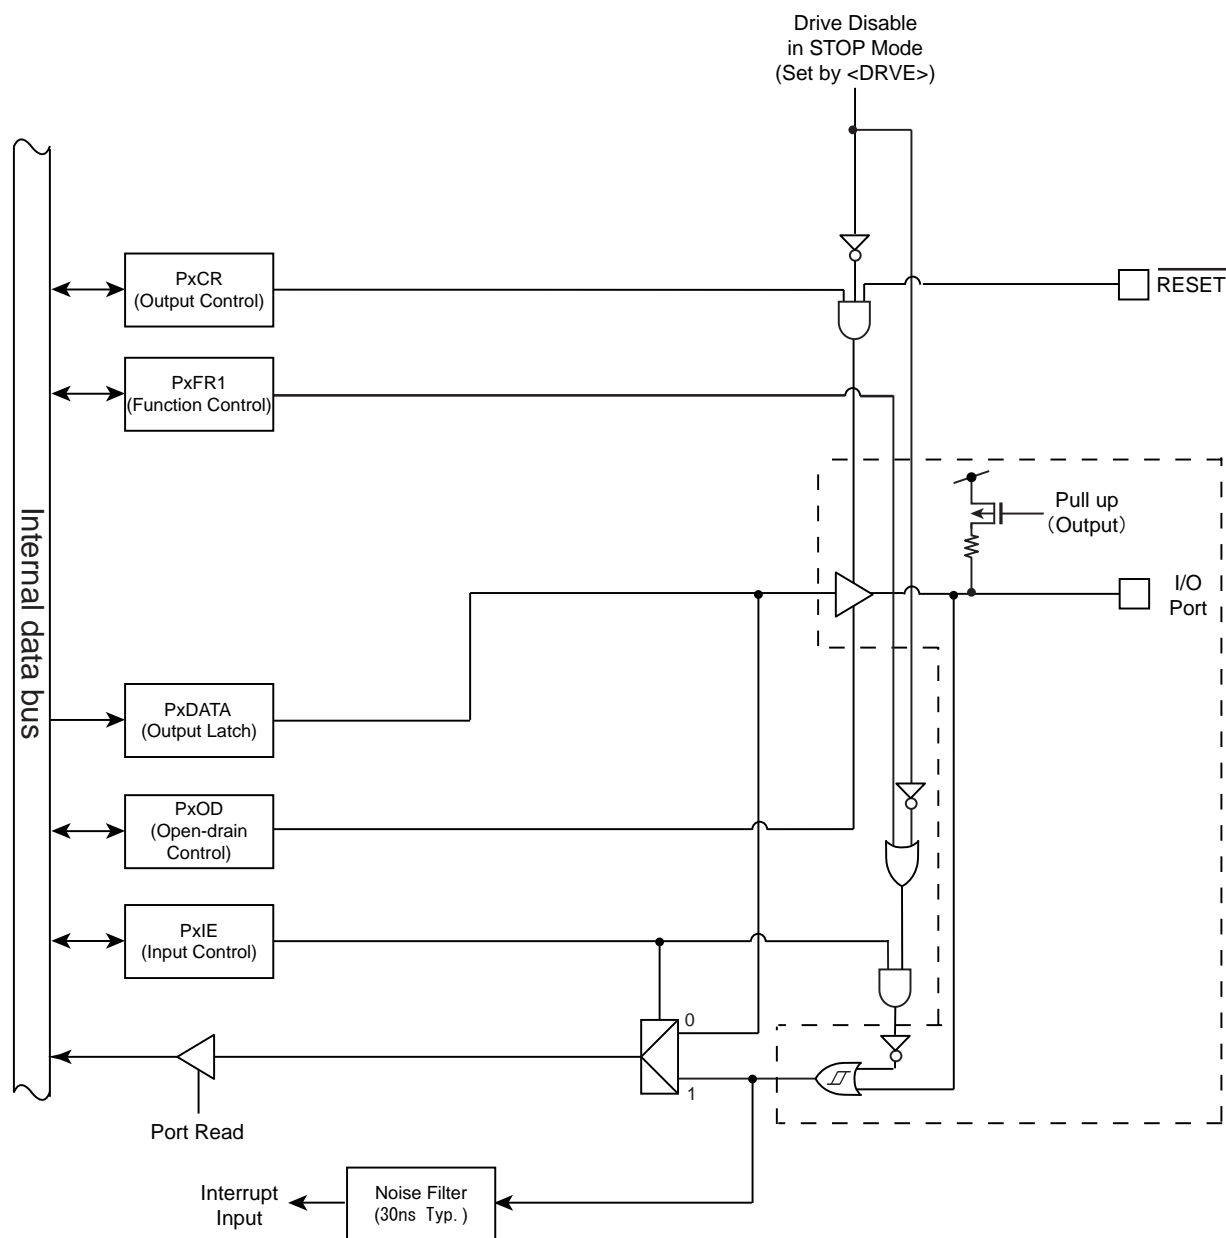 Drive Disable
in STOP Mode
(Set by <DRVE>)
PxCR
(Output Control)
RESET
PxFR1
(Function Control)
Pull up
(Output)
I/O
Port
Internal data bus
PxDATA
(Output Latch)
PxOD
(Open-drain
Control)
PxIE
(Input Control)
0
1
Port Read
Interrupt
Input
Noise Filter
(30ns Typ.)